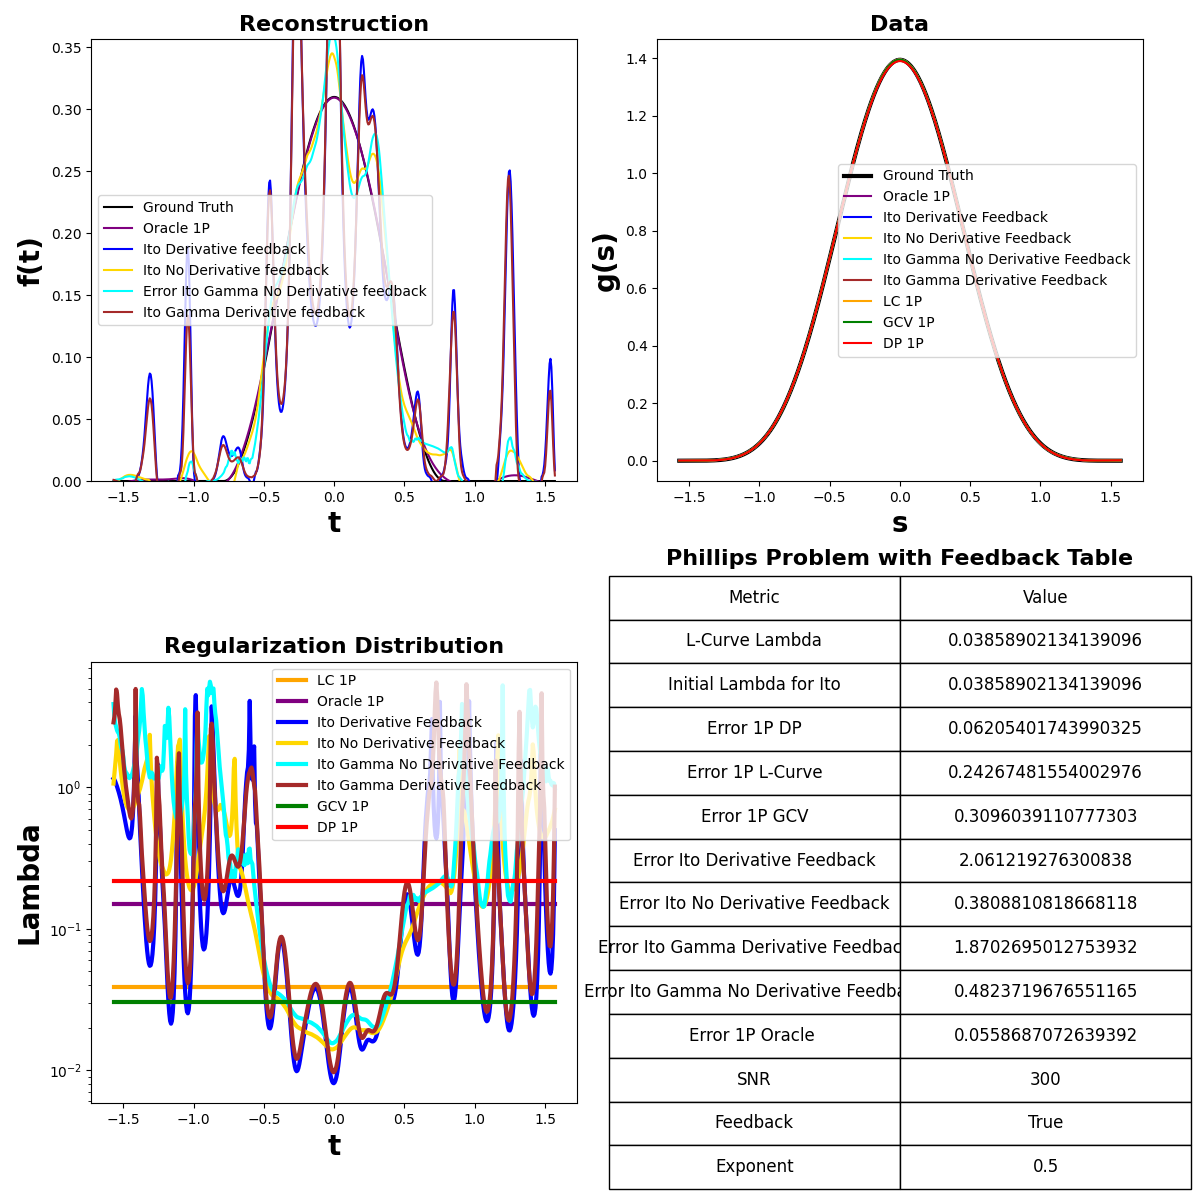 Reconstruction
0.35
0.30
0.25
0.20
0.15
0.10
0.05
0.00
f(t)
Ground Truth
Oracle 1P
Ito Derivative feedback
Ito No Derivative feedback
Error Ito Gamma No Derivative feedback
Ito Gamma Derivative feedback
−1.5 −1.0 −0.5 0.0 0.5 1.0 1.5
t
Data
1.4
1.2
1.0
0.8
0.6
0.4
0.2
0.0
g(s)
Ground Truth
Oracle 1P
Ito Derivative Feedback
Ito No Derivative Feedback
Ito Gamma No Derivative Feedback
Ito Gamma Derivative Feedback
LC 1P
GCV 1P
DP 1P
−1.5 −1.0 −0.5 0.0 0.5 1.0 1.5
s
Regularization Distribution
10⁰
10⁻¹
10⁻²
Lambda
LC 1P
Oracle 1P
Ito Derivative Feedback
Ito No Derivative Feedback
Ito Gamma No Derivative Feedback
Ito Gamma Derivative Feedback
GCV 1P
DP 1P
−1.5 −1.0 −0.5 0.0 0.5 1.0 1.5
t
Phillips Problem with Feedback Table
Metric Value
L-Curve Lambda 0.03858902134139096
Initial Lambda for Ito 0.03858902134139096
Error 1P DP 0.06205401743990325
Error 1P L-Curve 0.24267481554002976
Error 1P GCV 0.3096039110777303
Error Ito Derivative Feedback 2.061219276300838
Error Ito No Derivative Feedback 0.3808810818668118
Error Ito Gamma Derivative Feedbac 1.8702695012753932
Error Ito Gamma No Derivative Feedba 0.4823719676551165
Error 1P Oracle 0.0558687072639392
SNR 300
Feedback True
Exponent 0.5